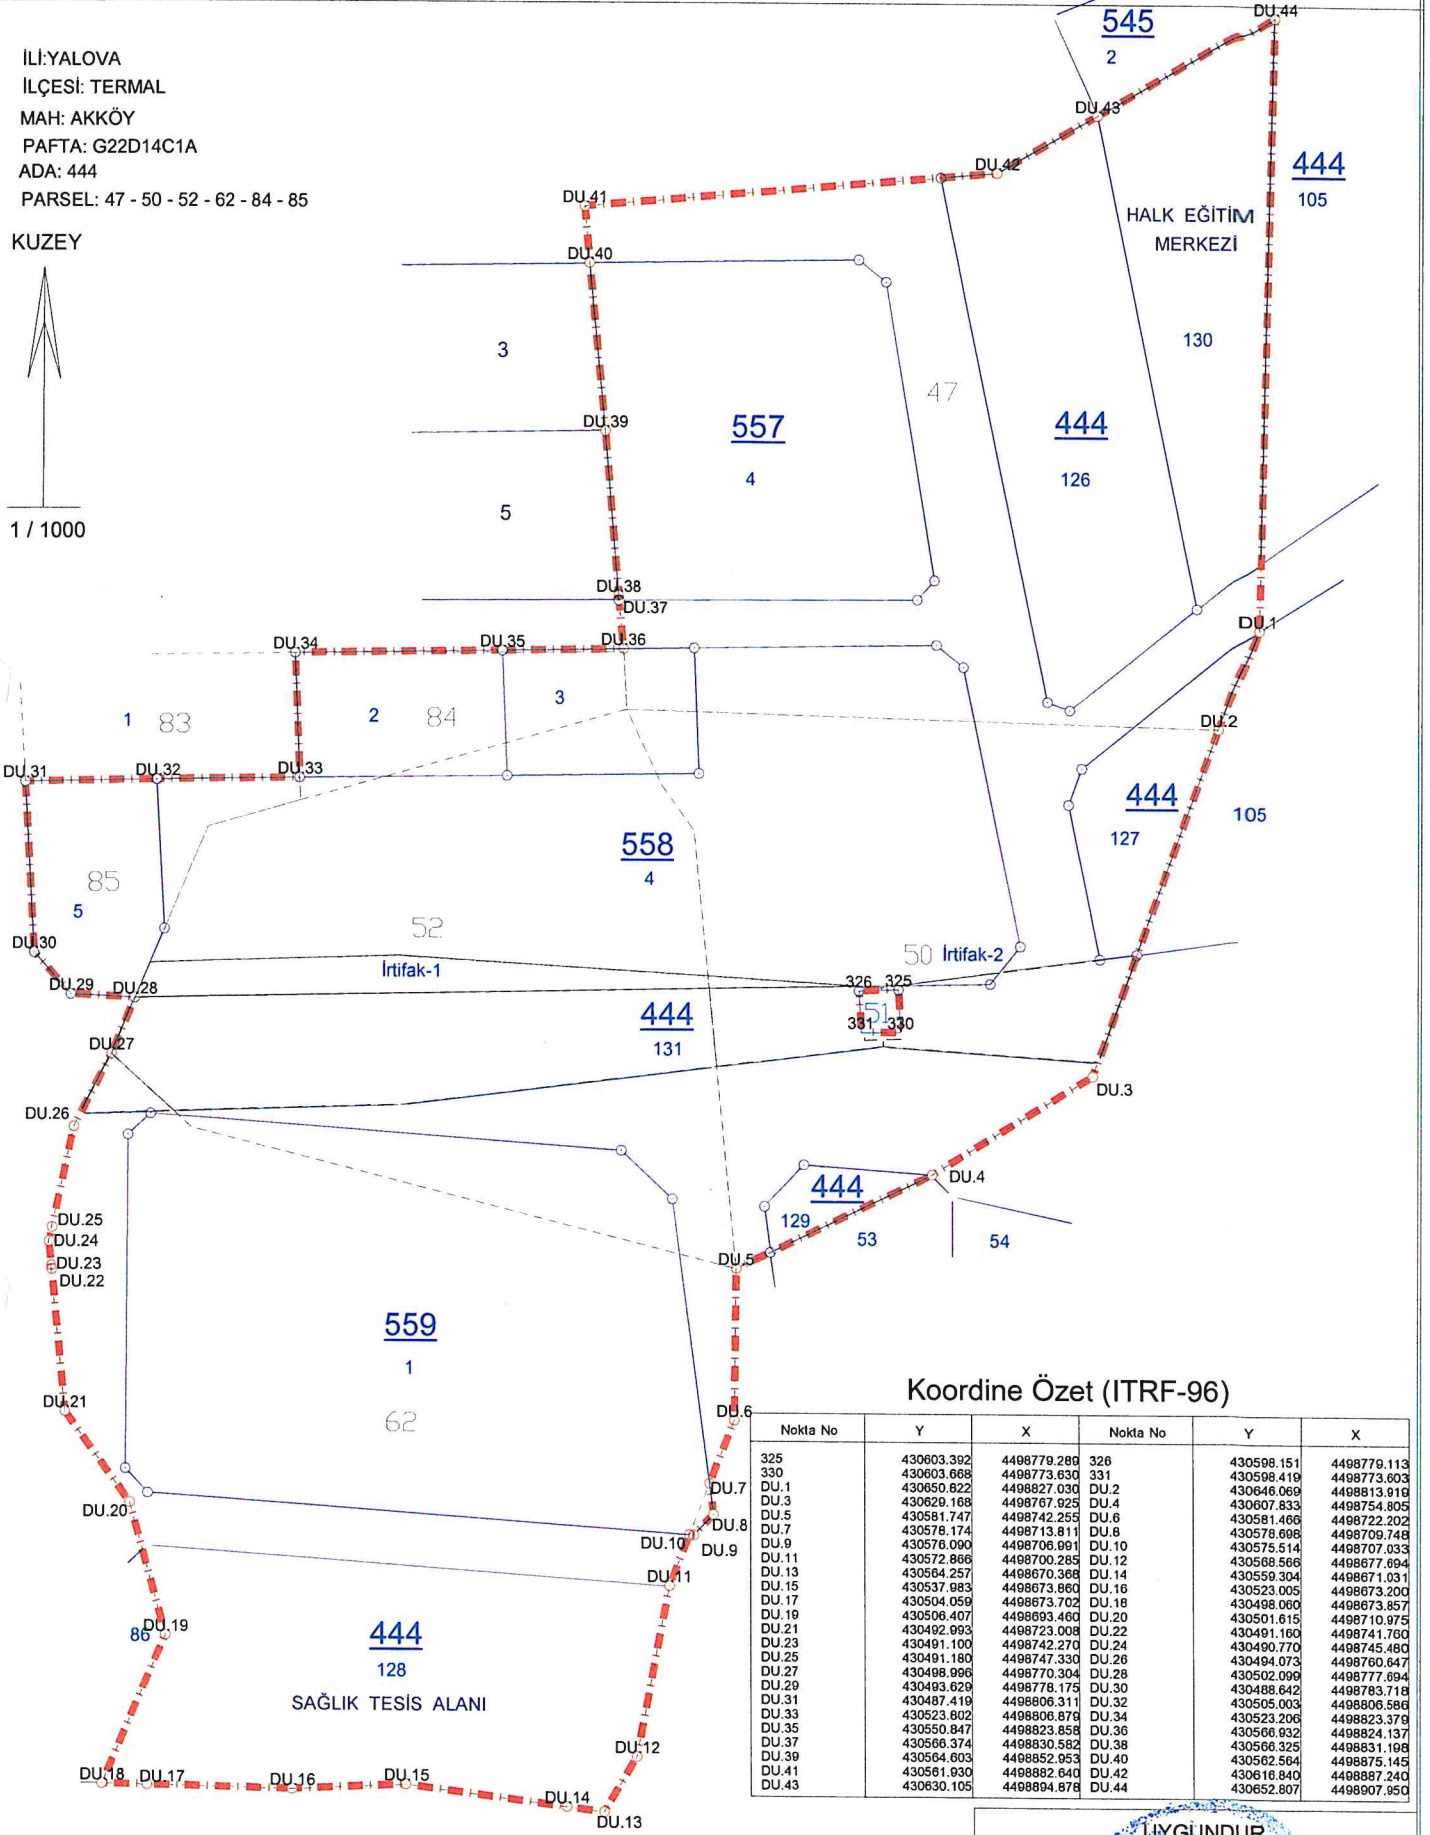 İLİ:YALOVA
İLÇESİ: TERMAL
MAH: AKKÖY
PAFTA: G22D14C1A
ADA: 444
PARSEL: 47 - 50 - 52 - 62 - 84 - 85
KUZEY
1 / 1000
545
2
DU.44
DU.43
DU.42
DU.41
DU.40
444
105
HALK EĞİTİM
MERKEZİ
130
3
47
DU.39
557
4
444
126
5
DU.38
DU.37
DU.1
DU.34
DU.35
DU.36
1
83
2
84
3
DU.2
DU.31
DU.32
DU.33
444
127
105
558
4
85
5
52
50
İrtifak-2
İrtifak-1
DU.30
DU.29
DU.28
326
325
51
331
330
444
131
DU.27
DU.3
DU.26
DU.4
444
129
53
54
DU.25
DU.24
DU.23
DU.22
DU.5
559
1
62
DU.21
DU.6
DU.7
DU.20
DU.8
DU.10
DU.9
DU.11
86
DU.19
444
128
SAĞLIK TESİS ALANI
DU.12
DU.18
DU.17
DU.16
DU.15
DU.14
DU.13
Koordine Özet (ITRF-96)
Nokta No Y X Nokta No Y X
325 430603.392 4498779.289 326 430598.151 4498779.113
330 430603.668 4498773.630 331 430598.419 4498773.603
DU.1 430650.622 4498827.030 DU.2 430646.069 4498813.919
DU.3 430629.168 4498767.925 DU.4 430607.833 4498754.805
DU.5 430581.747 4498742.255 DU.6 430581.466 4498722.202
DU.7 430578.174 4498713.811 DU.8 430578.698 4498709.748
DU.9 430576.090 4498706.991 DU.10 430575.514 4498707.033
DU.11 430572.866 4498700.285 DU.12 430568.566 4498677.694
DU.13 430564.257 4498670.368 DU.14 430559.304 4498671.031
DU.15 430537.983 4498673.860 DU.16 430523.005 4498673.200
DU.17 430504.059 4498673.702 DU.18 430498.060 4498673.857
DU.19 430506.407 4498693.460 DU.20 430501.615 4498710.975
DU.21 430492.993 4498723.008 DU.22 430491.160 4498741.760
DU.23 430491.100 4498742.270 DU.24 430490.770 4498745.480
DU.25 430491.180 4498747.330 DU.26 430494.073 4498760.647
DU.27 430498.996 4498770.304 DU.28 430502.099 4498777.694
DU.29 430493.629 4498778.175 DU.30 430488.642 4498783.718
DU.31 430487.419 4498806.311 DU.32 430505.003 4498806.586
DU.33 430523.802 4498806.879 DU.34 430523.206 4498823.379
DU.35 430550.847 4498823.858 DU.36 430566.932 4498824.137
DU.37 430566.374 4498830.582 DU.38 430566.325 4498831.198
DU.39 430564.603 4498852.953 DU.40 430562.564 4498875.145
DU.41 430561.930 4498882.640 DU.42 430616.840 4498887.240
DU.43 430630.105 4498894.878 DU.44 430652.807 4498907.950
UYGUNDUR